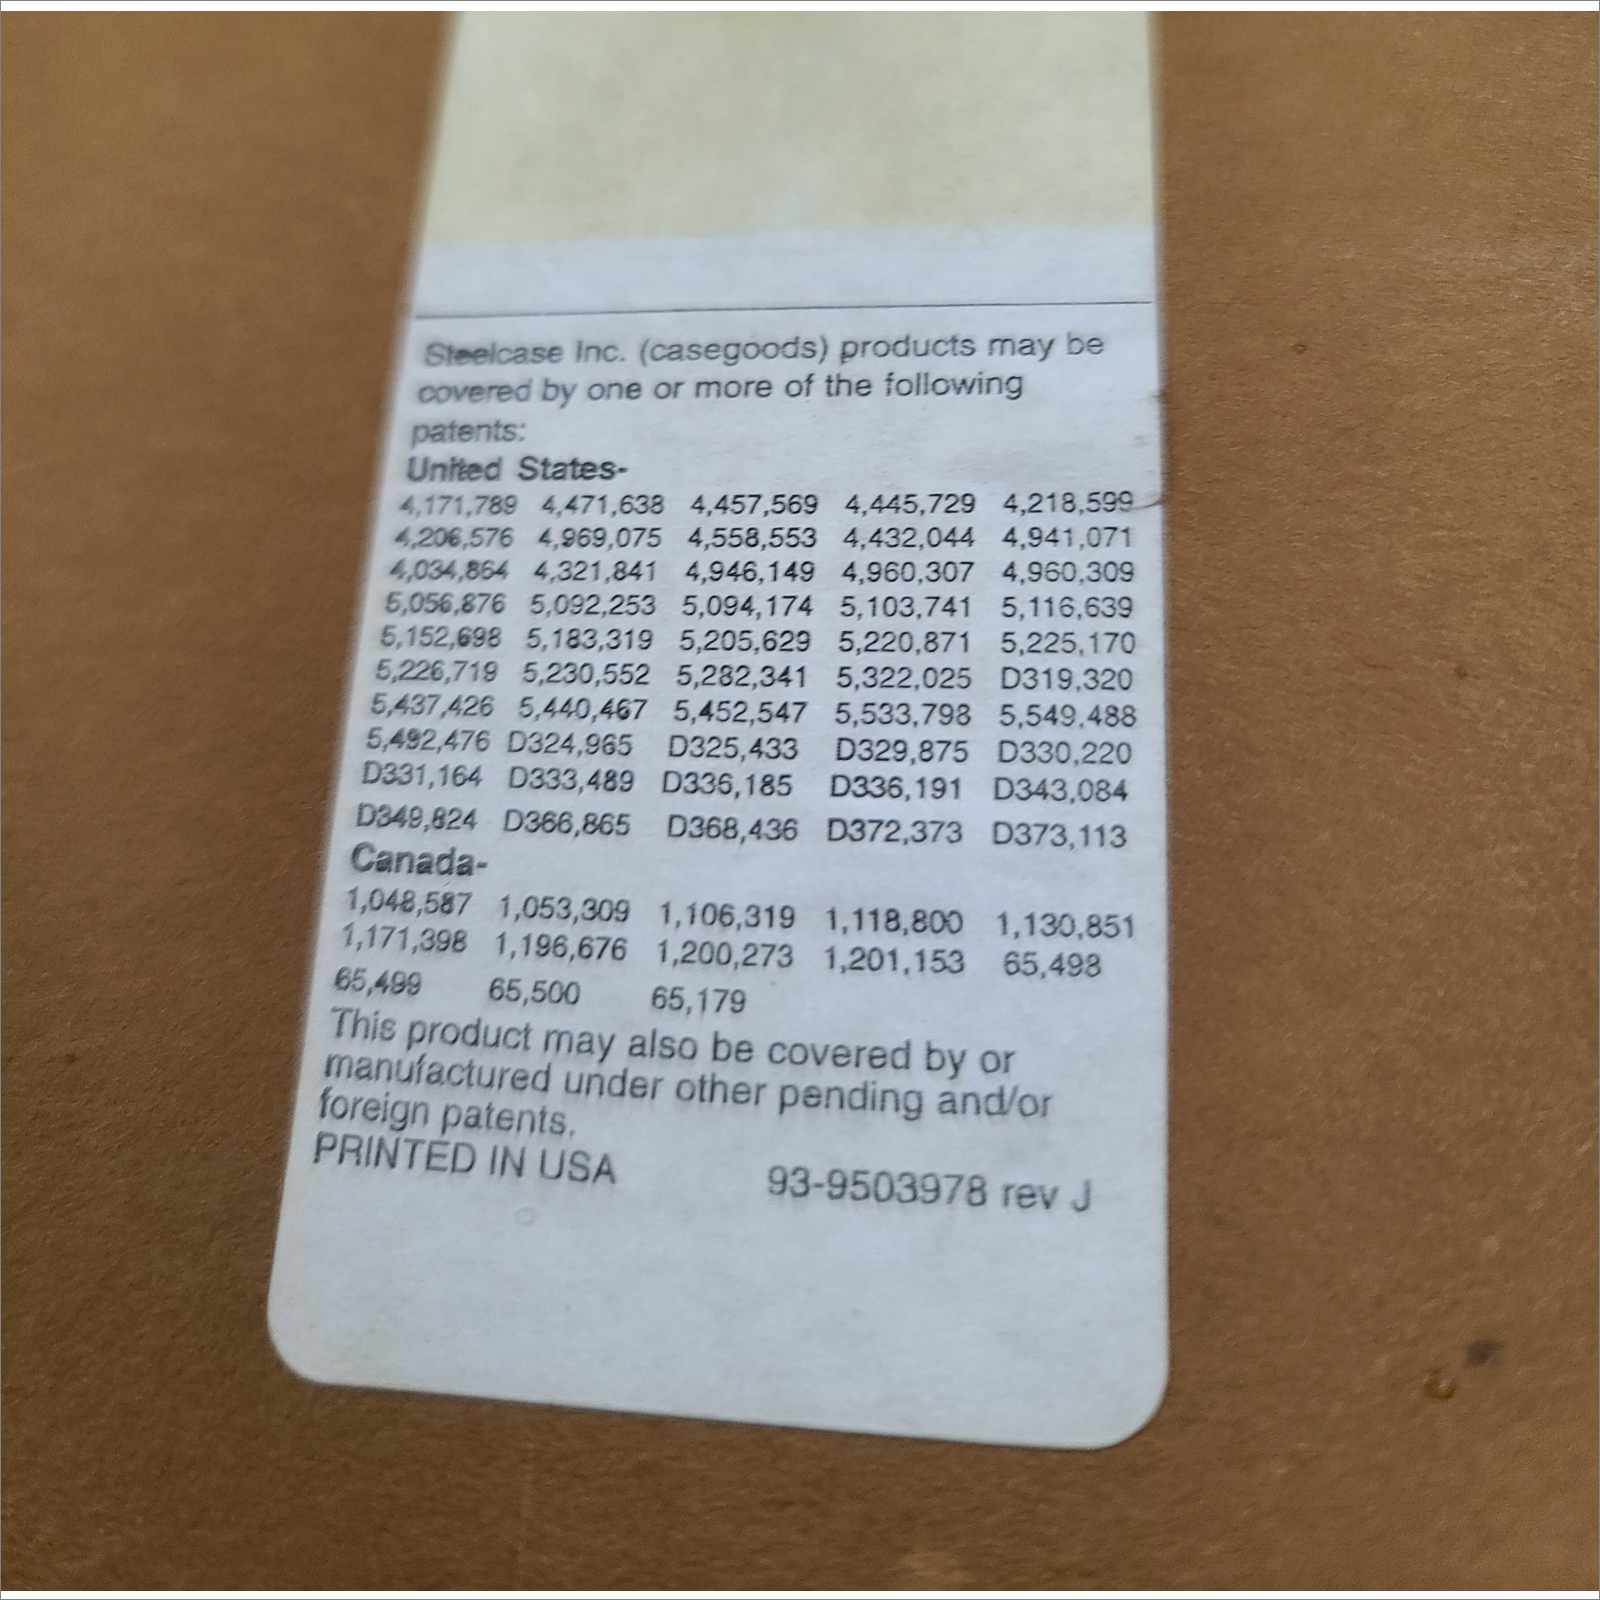 Steelcase Inc. (casegoods) products may be
covered by one or more of the following
patents:
United States-
4,171,789 4,471,638 4,457,569 4,445,729 4,218,599
4,206,576 4,969,075 4,558,553 4,432,044 4,941,071
4,034,864 4,321,841 4,946,149 4,960,307 4,960,309
5,056,876 5,092,253 5,094,174 5,103,741 5,116,639
5,152,698 5,183,319 5,205,629 5,220,871 5,225,170
5,226,719 5,230,552 5,282,341 5,322,025 D319,320
5,437,426 5,440,467 5,452,547 5,533,798 5,549,488
5,492,476 D324,965 D325,433 D329,875 D330,220
D331,164 D333,489 D336,185 D336,191 D343,084
D349,824 D366,865 D368,436 D372,373 D373,113
Canada-
1,048,587 1,053,309 1,106,319 1,118,800 1,130,851
1,171,398 1,196,676 1,200,273 1,201,153 65,498
65,499 65,500 65,179
This product may also be covered by or
manufactured under other pending and/or
foreign patents.
PRINTED IN USA 93-9503978 rev J